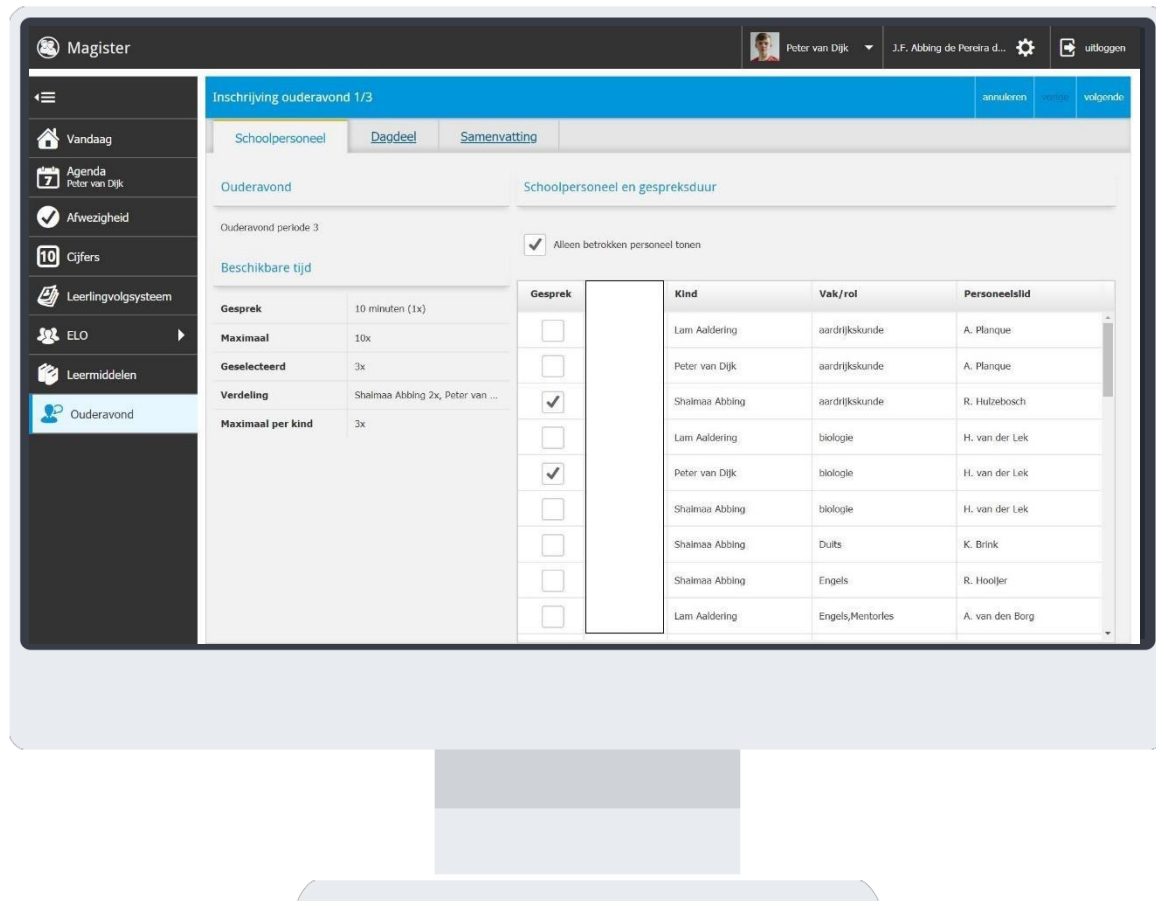 Magister
Peter van Dijk
J.F. Abbing de Pereira d...
uitloggen
Inschrijving ouderavond 1/3
annuleren
vorige
volgende
Vandaag
Agenda
Peter van Dijk
Afwezigheid
10 Cijfers
Leerlingvolgsysteem
ELO
Leermiddelen
Ouderavond
Schoolpersoneel Dagdeel Samenvatting
Ouderavond
Ouderavond periode 3
Beschikbare tijd
Gesprek 10 minuten (1x)
Maximaal 10x
Geselecteerd 3x
Verdeling Shaimaa Abbing 2x, Peter van ...
Maximaal per kind 3x
Schoolpersoneel en gespreksduur
Alleen betrokken personeel tonen
Gesprek Kind Vak/rol Personeelslid
Lam Aaldering aardrijkskunde A. Planque
Peter van Dijk aardrijkskunde A. Planque
Shaimaa Abbing aardrijkskunde R. Hulzebosch
Lam Aaldering biologie H. van der Lek
Peter van Dijk biologie H. van der Lek
Shaimaa Abbing biologie H. van der Lek
Shaimaa Abbing Duits K. Brink
Shaimaa Abbing Engels R. Hooijer
Lam Aaldering Engels,Mentorles A. van den Borg